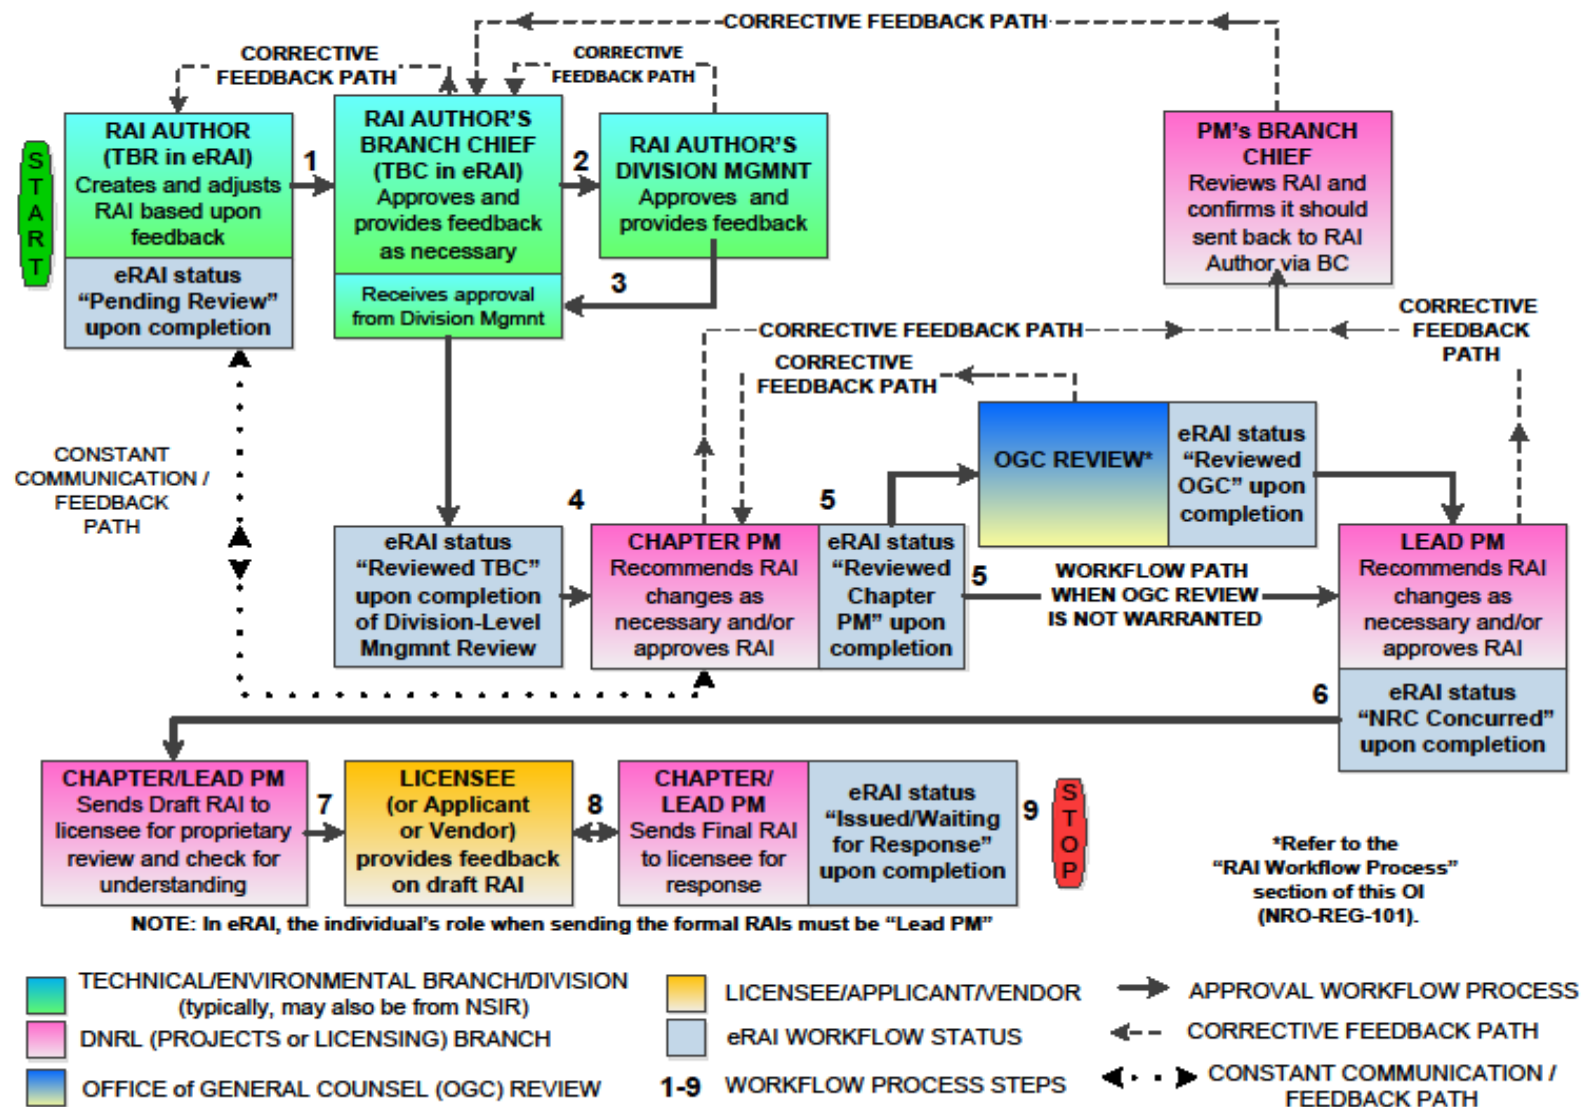 CORRECTIVE FEEDBACK PATH
CORRECTIVE
FEEDBACK PATH
CORRECTIVE
FEEDBACK PATH
START
RAI AUTHOR
(TBR in eRAI)
Creates and adjusts
RAI based upon
feedback
eRAI status
“Pending Review”
upon completion
1
RAI AUTHOR’S
BRANCH CHIEF
(TBC in eRAI)
Approves and
provides feedback
as necessary
Receives approval
from Division Mgmnt
2
RAI AUTHOR’S
DIVISION MGMNT
Approves and
provides feedback
3
PM’s BRANCH
CHIEF
Reviews RAI and
confirms it should
sent back to RAI
Author via BC
CORRECTIVE FEEDBACK PATH
CORRECTIVE
FEEDBACK
PATH
CORRECTIVE
FEEDBACK PATH
CONSTANT
COMMUNICATION /
FEEDBACK
PATH
eRAI status
“Reviewed TBC”
upon completion
of Division-Level
Mngmnt Review
4
CHAPTER PM
Recommends RAI
changes as
necessary and/or
approves RAI
5
eRAI status
“Reviewed
Chapter
PM” upon
completion
OGC REVIEW*
eRAI status
“Reviewed
OGC” upon
completion
5
WORKFLOW PATH
WHEN OGC REVIEW
IS NOT WARRANTED
LEAD PM
Recommends RAI
changes as
necessary and/or
approves RAI
6
eRAI status
“NRC Concurred”
upon completion
CHAPTER/LEAD PM
Sends Draft RAI to
licensee for proprietary
review and check for
understanding
7
LICENSEE
(or Applicant
or Vendor)
provides feedback
on draft RAI
8
CHAPTER/
LEAD PM
Sends Final RAI
to licensee for
response
eRAI status
“Issued/Waiting
for Response”
upon completion
9
STOP
*Refer to the
“RAI Workflow Process”
section of this OI
(NRO-REG-101).
NOTE: In eRAI, the individual’s role when sending the formal RAIs must be “Lead PM”
TECHNICAL/ENVIRONMENTAL BRANCH/DIVISION
(typically, may also be from NSIR)
DNRL (PROJECTS or LICENSING) BRANCH
OFFICE of GENERAL COUNSEL (OGC) REVIEW
LICENSEE/APPLICANT/VENDOR
eRAI WORKFLOW STATUS
1-9 WORKFLOW PROCESS STEPS
APPROVAL WORKFLOW PROCESS
CORRECTIVE FEEDBACK PATH
CONSTANT COMMUNICATION /
FEEDBACK PATH